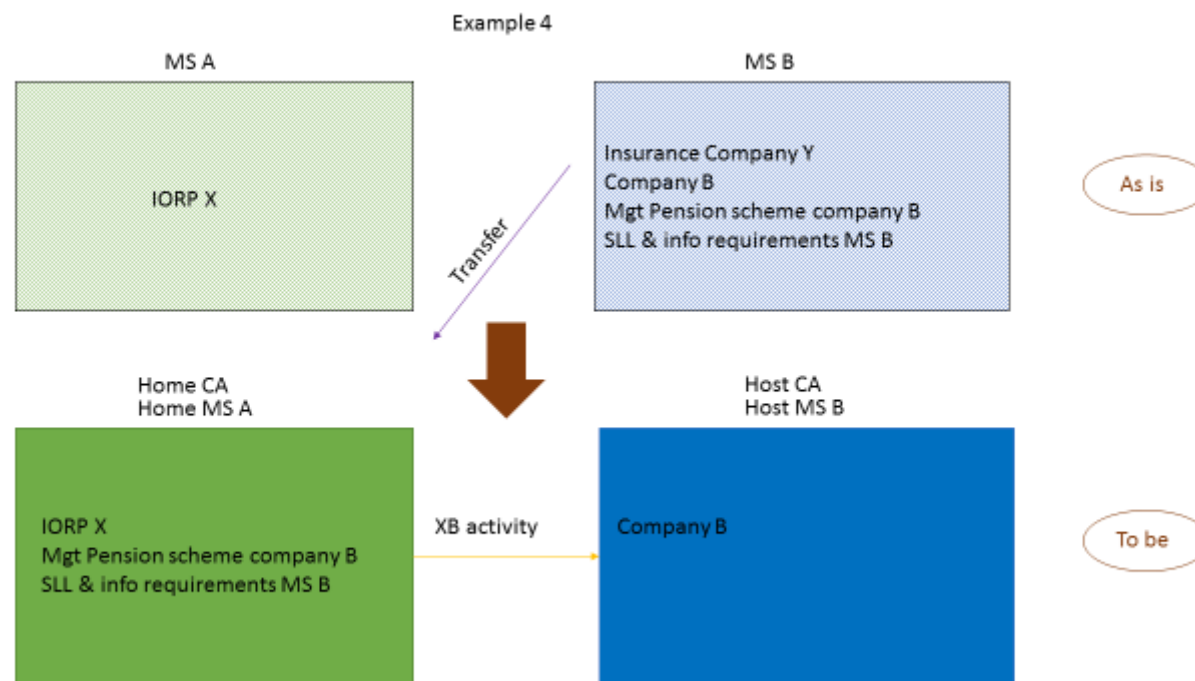 Example 4
MS A
MS B
IORP X
Insurance Company Y
Company B
Mgt Pension scheme company B
SLL & info requirements MS B
As is
Transfer
Home CA
Home MS A
Host CA
Host MS B
IORP X
Mgt Pension scheme company B
SLL & info requirements MS B
XB activity
Company B
To be